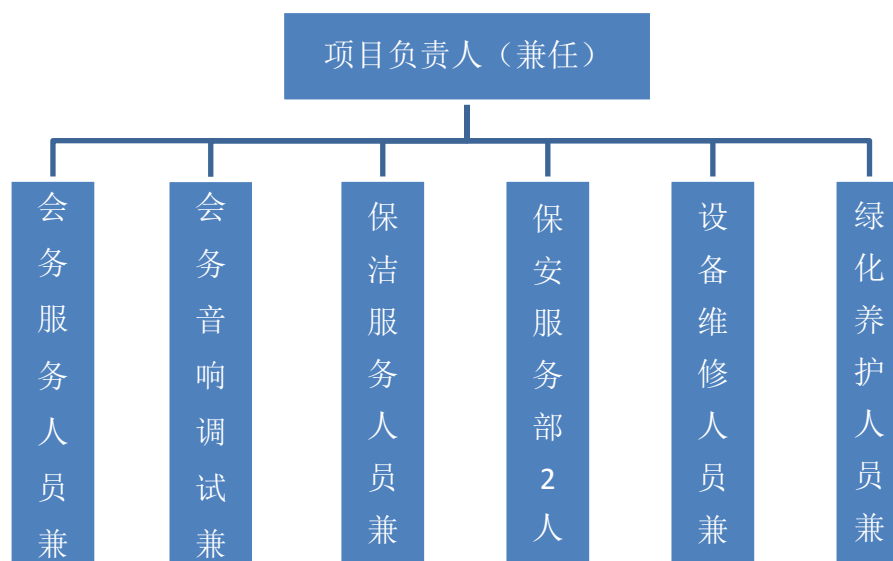 项目负责人（兼任）
会务服务人员兼
会务音响调试兼
保洁服务人员兼
保安服务部2人
设备维修人员兼
绿化养护人员兼